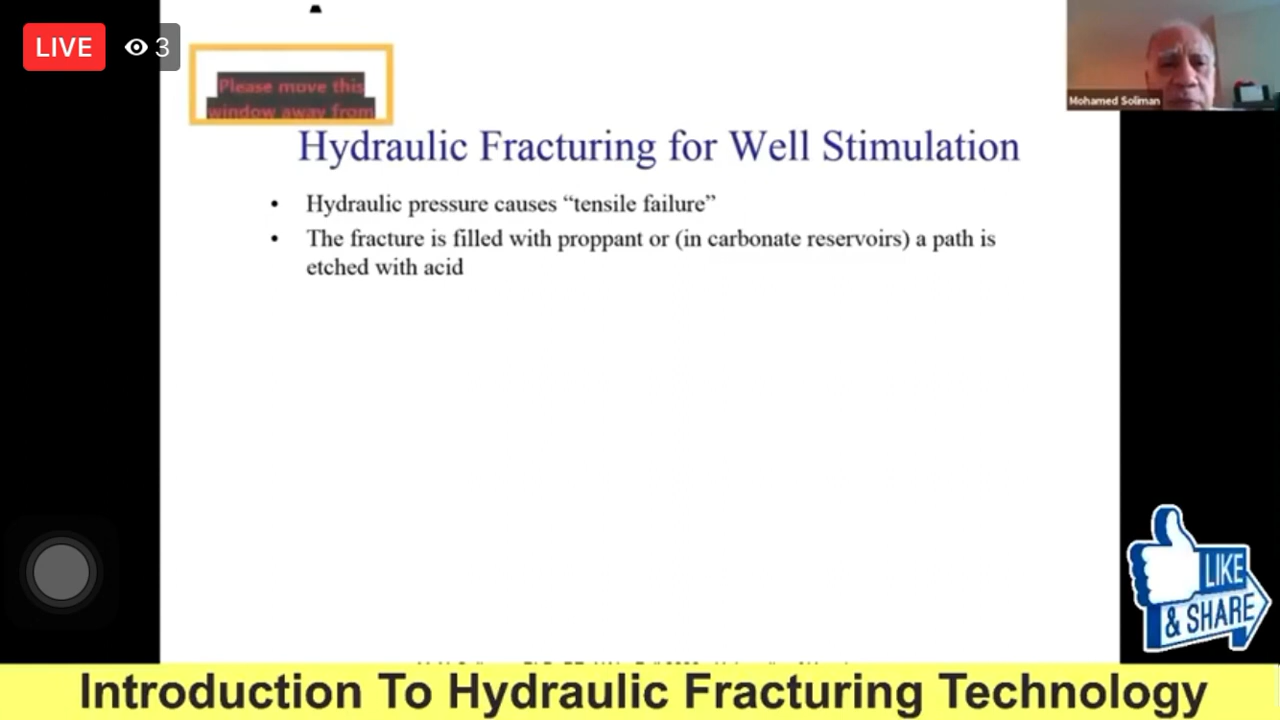 LIVE 3
Please move this
window away from
Mohamed Soliman
Hydraulic Fracturing for Well Stimulation
• Hydraulic pressure causes “tensile failure”
• The fracture is filled with proppant or (in carbonate reservoirs) a path is
etched with acid
LIKE
& SHARE
Introduction To Hydraulic Fracturing Technology